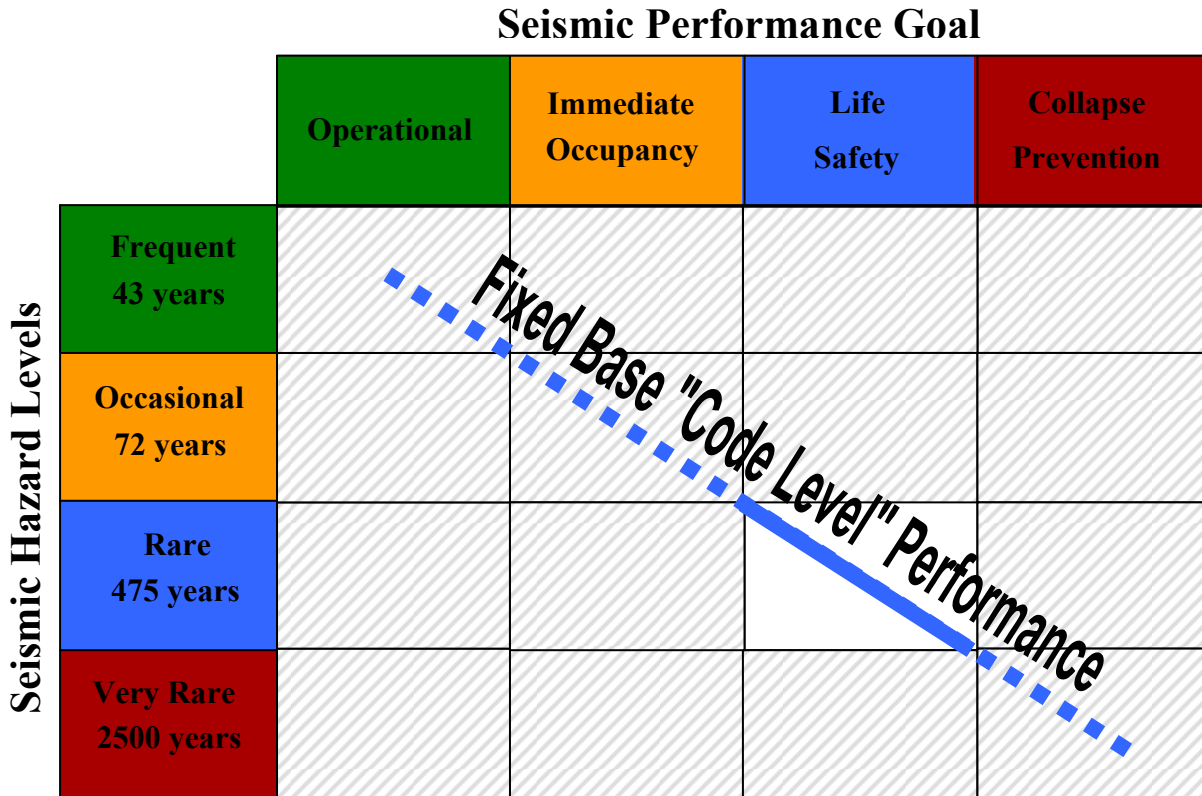 Seismic Performance Goal
Operational
Immediate
Occupancy
Life
Safety
Collapse
Prevention
Seismic Hazard Levels
Frequent
43 years
Occasional
72 years
Rare
475 years
Very Rare
2500 years
Fixed Base "Code Level" Performance